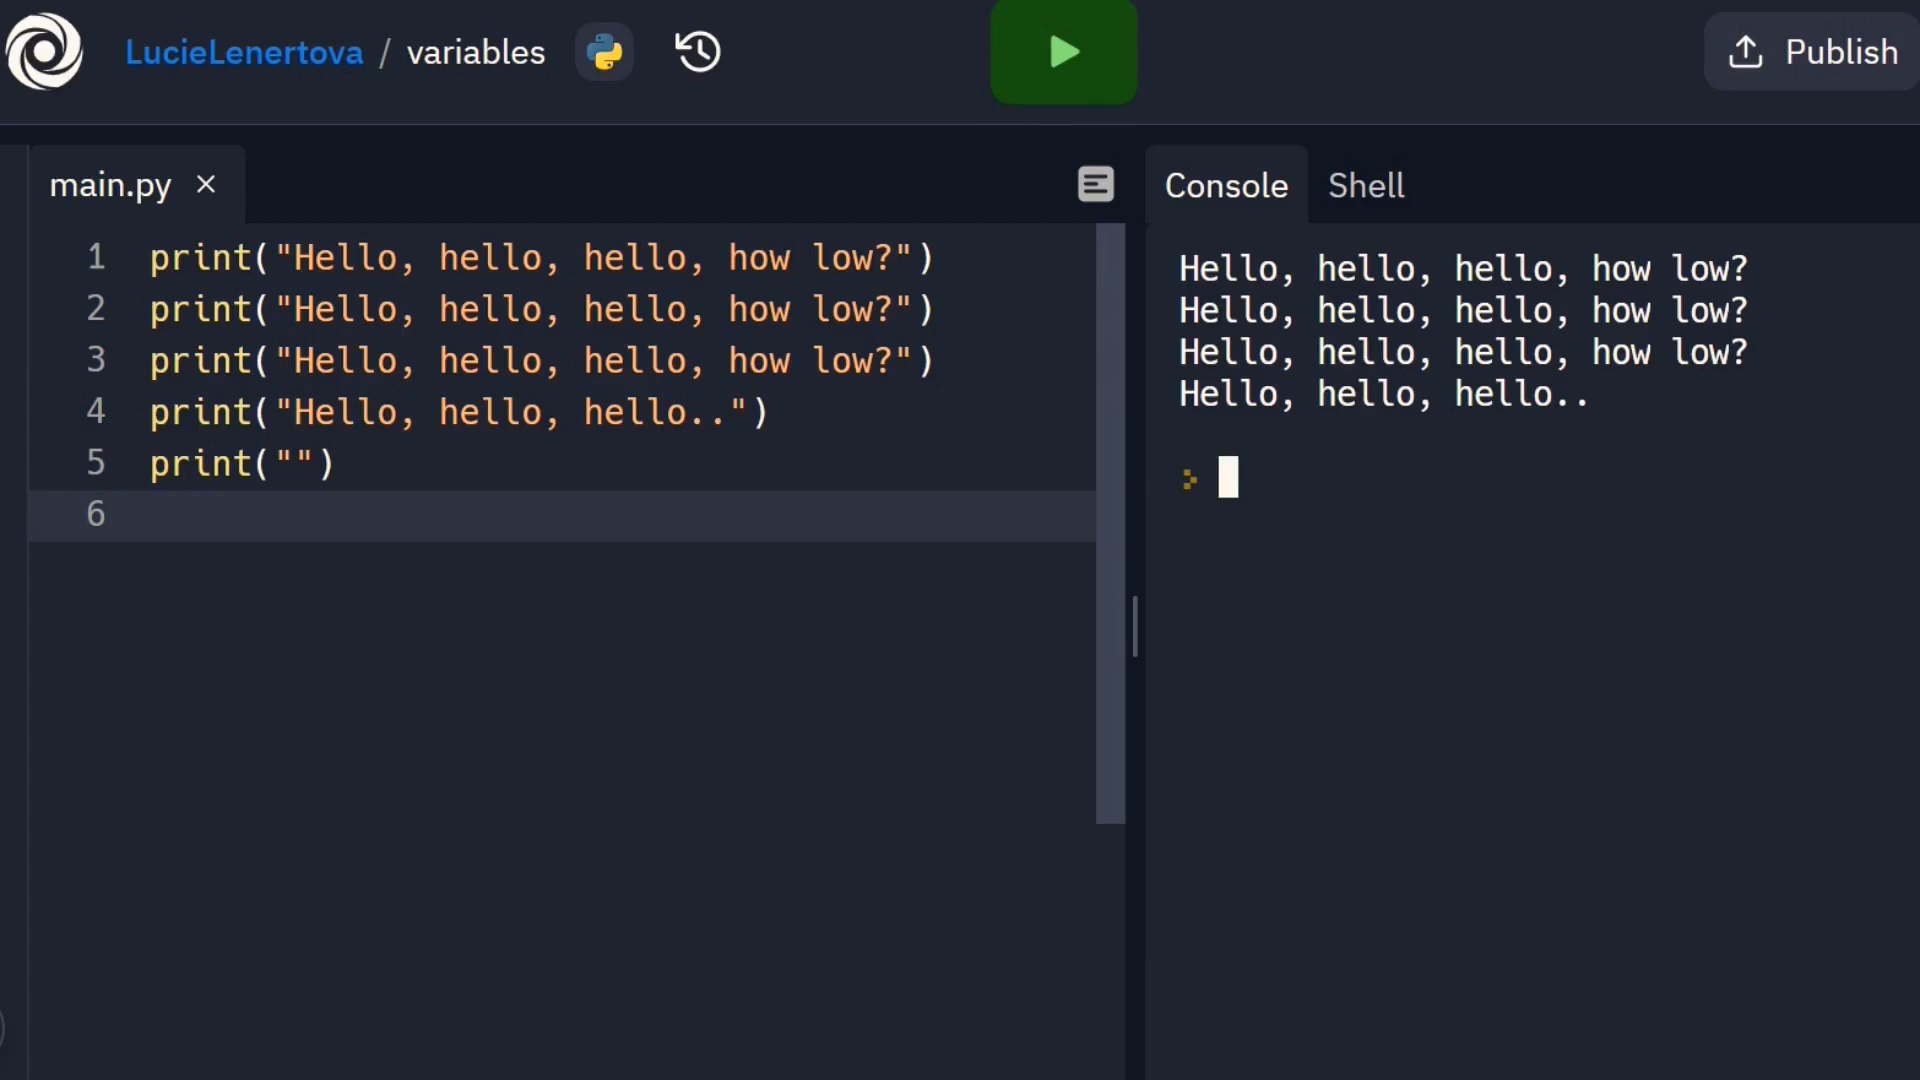 LucieLenertova / variables
Publish
main.py
Console Shell
1 print("Hello, hello, hello, how low?")
2 print("Hello, hello, hello, how low?")
3 print("Hello, hello, hello, how low?")
4 print("Hello, hello, hello..")
5 print("")
6
Hello, hello, hello, how low?
Hello, hello, hello, how low?
Hello, hello, hello, how low?
Hello, hello, hello..
>